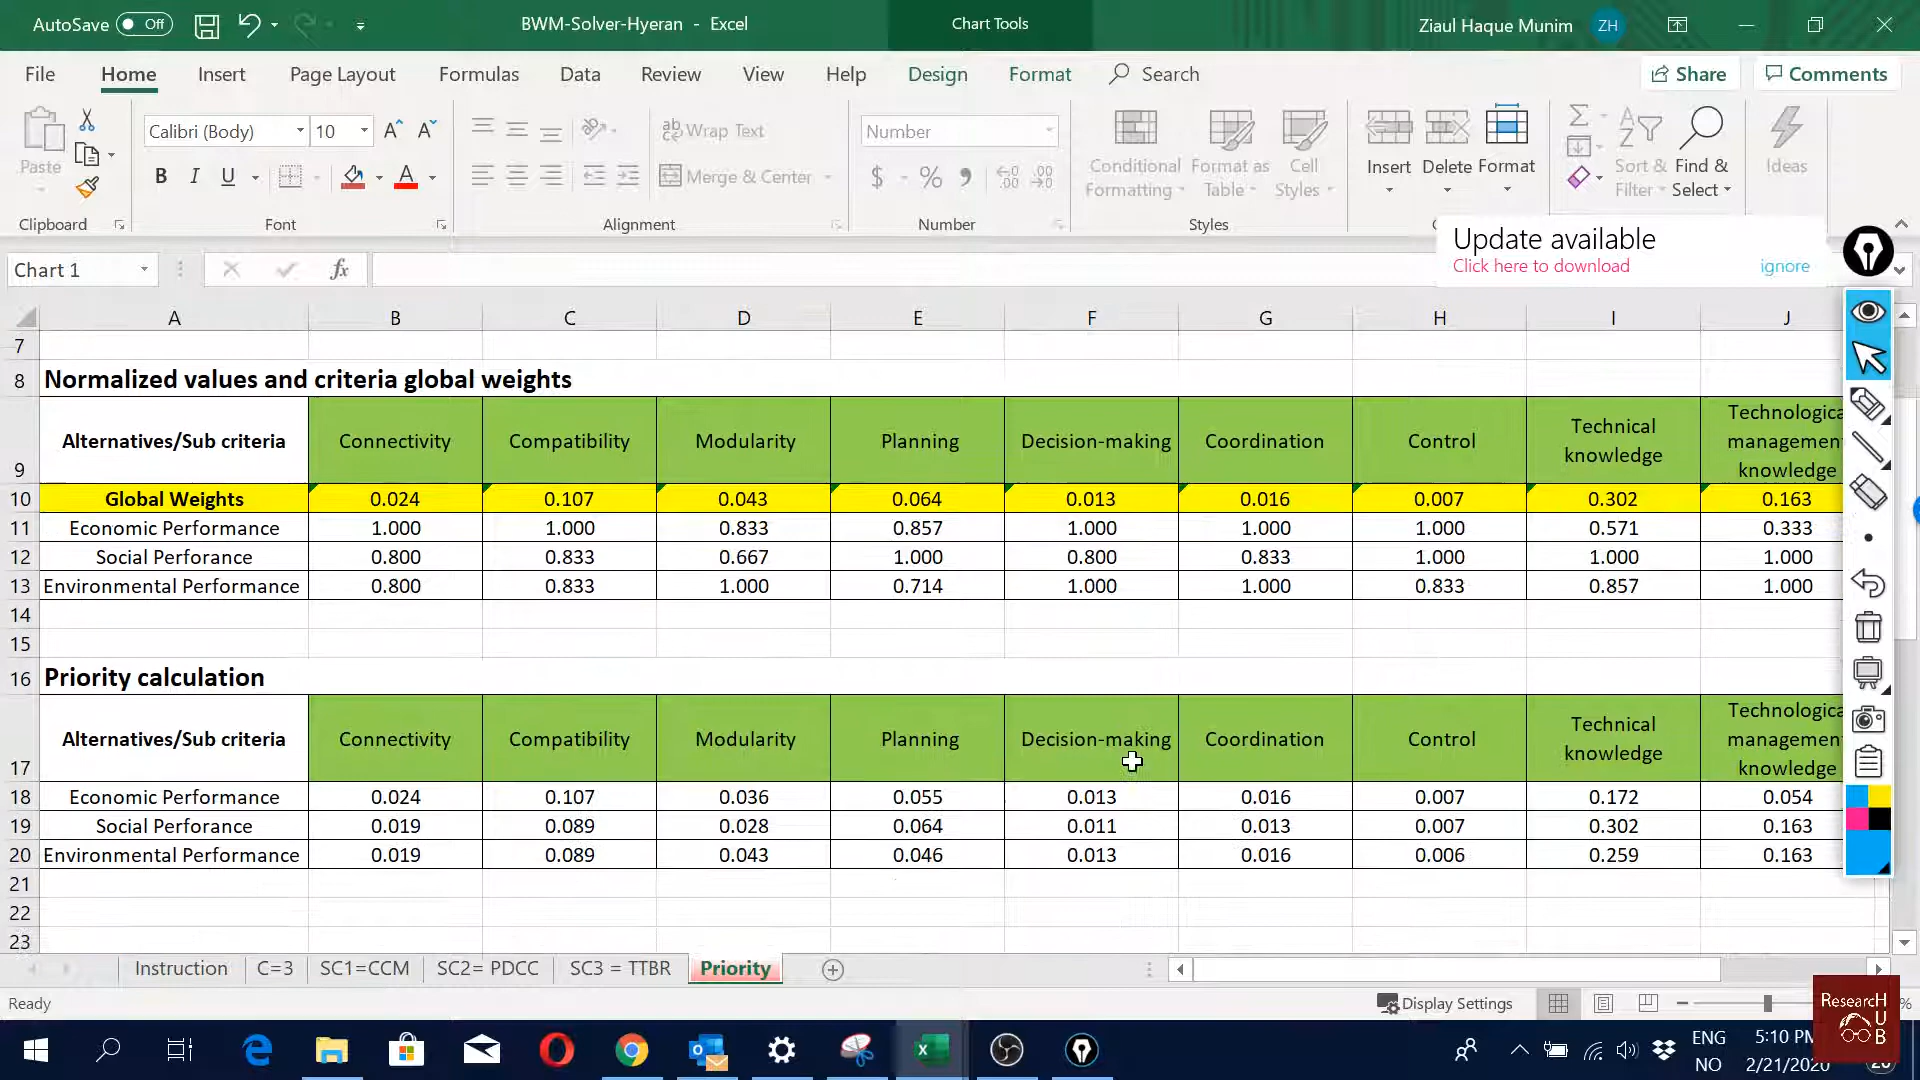 AutoSave Off BWM-Solver-Hyeran - Excel Chart Tools Ziaul Haque Munim ZH
File Home Insert Page Layout Formulas Data Review View Help Design Format Search Share Comments
Calibri (Body) 10 A^ A˅ ab Wrap Text Number
Paste B I U A Merge & Center $ % 9 Conditional Formatting Format as Table Cell Styles Insert Delete Format Sort & Filter Find & Select Ideas
Clipboard Font Alignment Number Styles
Update available
Click here to download ignore
Chart 1 fx
A B C D E F G H I J
7
8 Normalized values and criteria global weights
9 Alternatives/Sub criteria Connectivity Compatibility Modularity Planning Decision-making Coordination Control Technical knowledge Technologica managemen knowledge
10 Global Weights 0.024 0.107 0.043 0.064 0.013 0.016 0.007 0.302 0.163
11 Economic Performance 1.000 1.000 0.833 0.857 1.000 1.000 1.000 0.571 0.333
12 Social Perforance 0.800 0.833 0.667 1.000 0.800 0.833 1.000 1.000 1.000
13 Environmental Performance 0.800 0.833 1.000 0.714 1.000 1.000 0.833 0.857 1.000
14
15
16 Priority calculation
17 Alternatives/Sub criteria Connectivity Compatibility Modularity Planning Decision-making Coordination Control Technical knowledge Technologica managemen knowledge
18 Economic Performance 0.024 0.107 0.036 0.055 0.013 0.016 0.007 0.172 0.054
19 Social Perforance 0.019 0.089 0.028 0.064 0.011 0.013 0.007 0.302 0.163
20 Environmental Performance 0.019 0.089 0.043 0.046 0.013 0.016 0.006 0.259 0.163
21
22
23
Instruction C=3 SC1=CCM SC2= PDCC SC3 = TTBR Priority
Ready Display Settings %
ResearcH
U
B
ENG 5:10 PM
NO 2/21/2020